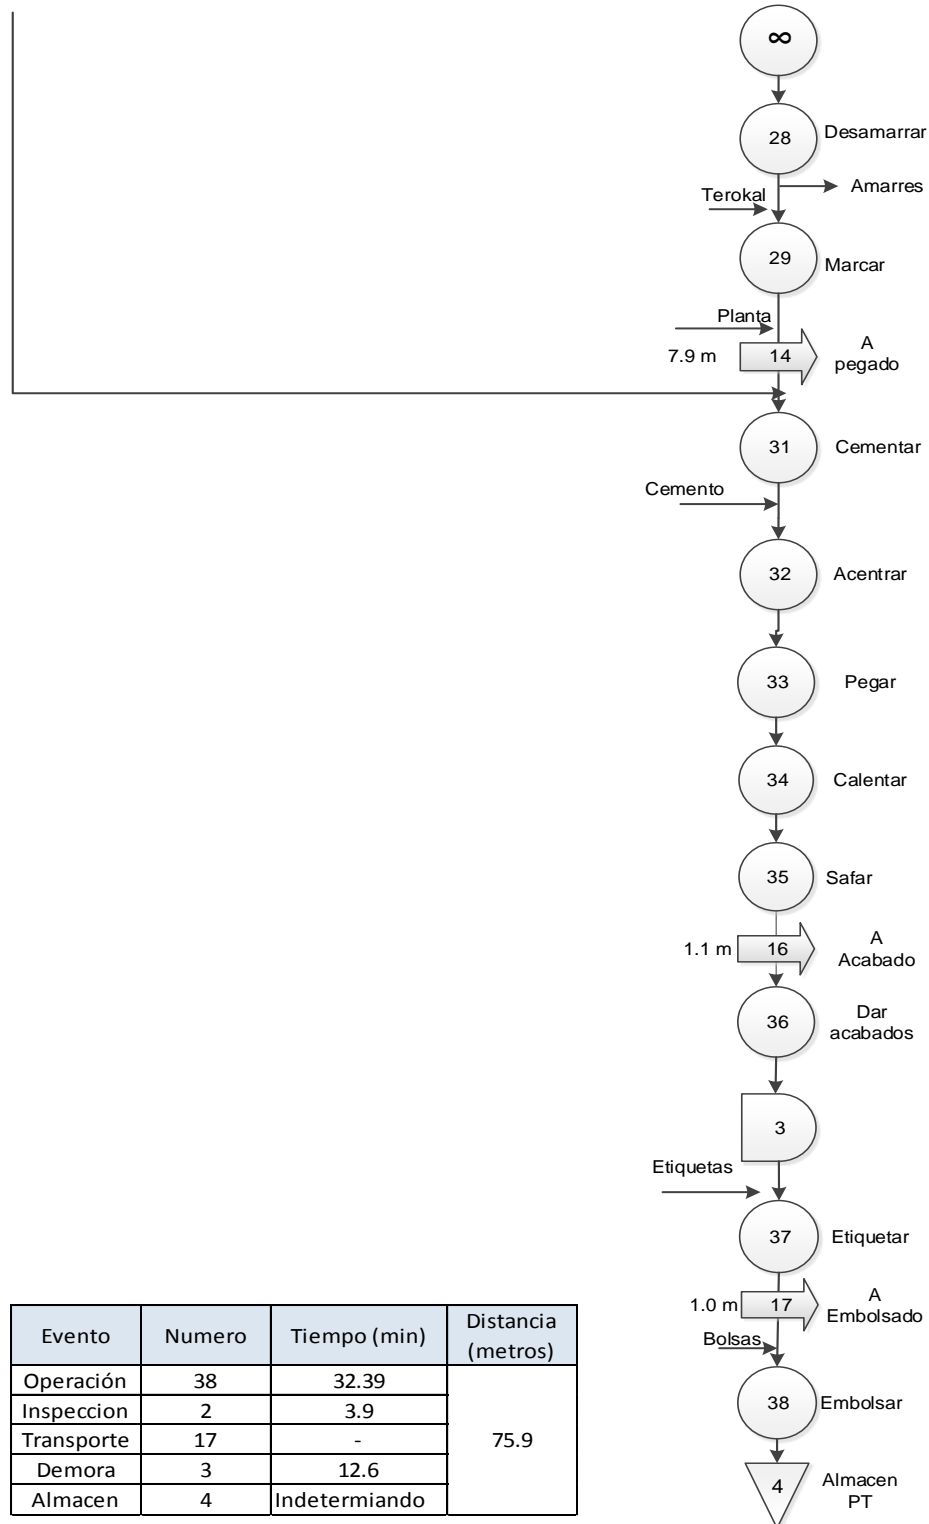 ∞
28
Desamarrar
Amarres
Terokal
29
Marcar
Planta
7.9 m
14
A
pegado
31
Cementar
Cemento
32
Acentrar
33
Pegar
34
Calentar
35
Safar
1.1 m
16
A
Acabado
36
Dar
acabados
3
Etiquetas
37
Etiquetar
1.0 m
17
A
Embolsado
Bolsas
38
Embolsar
4
Almacen
PT
Evento Numero Tiempo (min) Distancia
(metros)
Operación 38 32.39
Inspeccion 2 3.9
Transporte 17 - 75.9
Demora 3 12.6
Almacen 4 Indetermiando